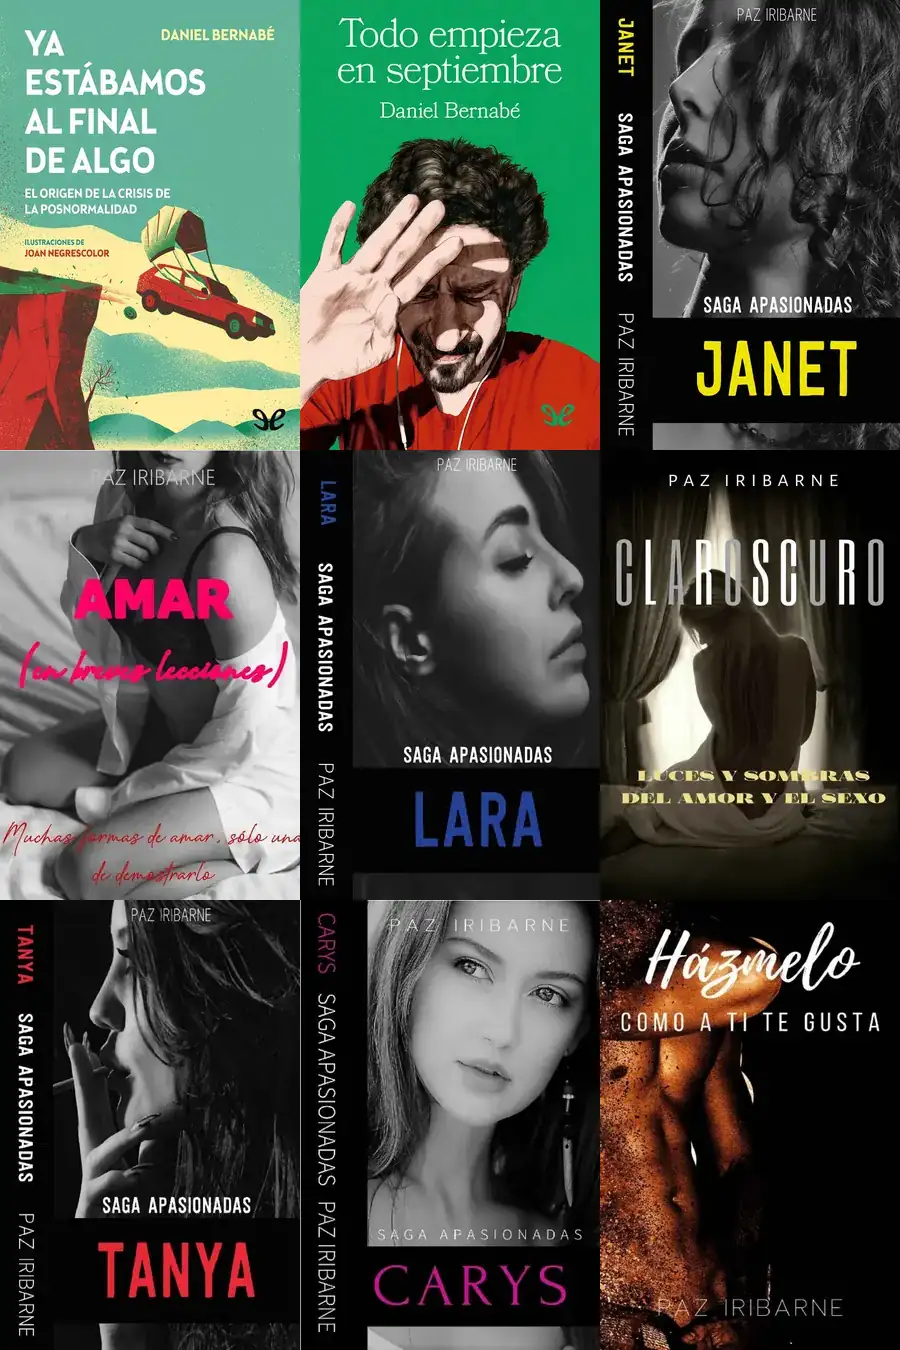 YA
ESTÁBAMOS
AL FINAL
DE ALGO
DANIEL BERNABÉ
EL ORIGEN DE LA CRISIS DE
LA POSNORMALIDAD
ILUSTRACIONES DE
JOAN NEGRESCOLOR
Todo empieza
en septiembre
Daniel Bernabé
JANET SAGA APASIONADAS PAZ IRIBARNE
PAZ IRIBARNE
SAGA APASIONADAS
JANET
PAZ IRIBARNE
AMAR
(en breves lecciones)
Muchas formas de amar, sólo una
de demostrarlo
LARA SAGA APASIONADAS PAZ IRIBARNE
PAZ IRIBARNE
SAGA APASIONADAS
LARA
PAZ IRIBARNE
CLAROSCURO
LUCES Y SOMBRAS
DEL AMOR Y EL SEXO
TANYA SAGA APASIONADAS PAZ IRIBARNE
PAZ IRIBARNE
SAGA APASIONADAS
TANYA
CARYS SAGA APASIONADAS PAZ IRIBARNE
PAZ IRIBARNE
SAGA APASIONADAS
CARYS
Házmelo
COMO A TI TE GUSTA
PAZ IRIBARNE